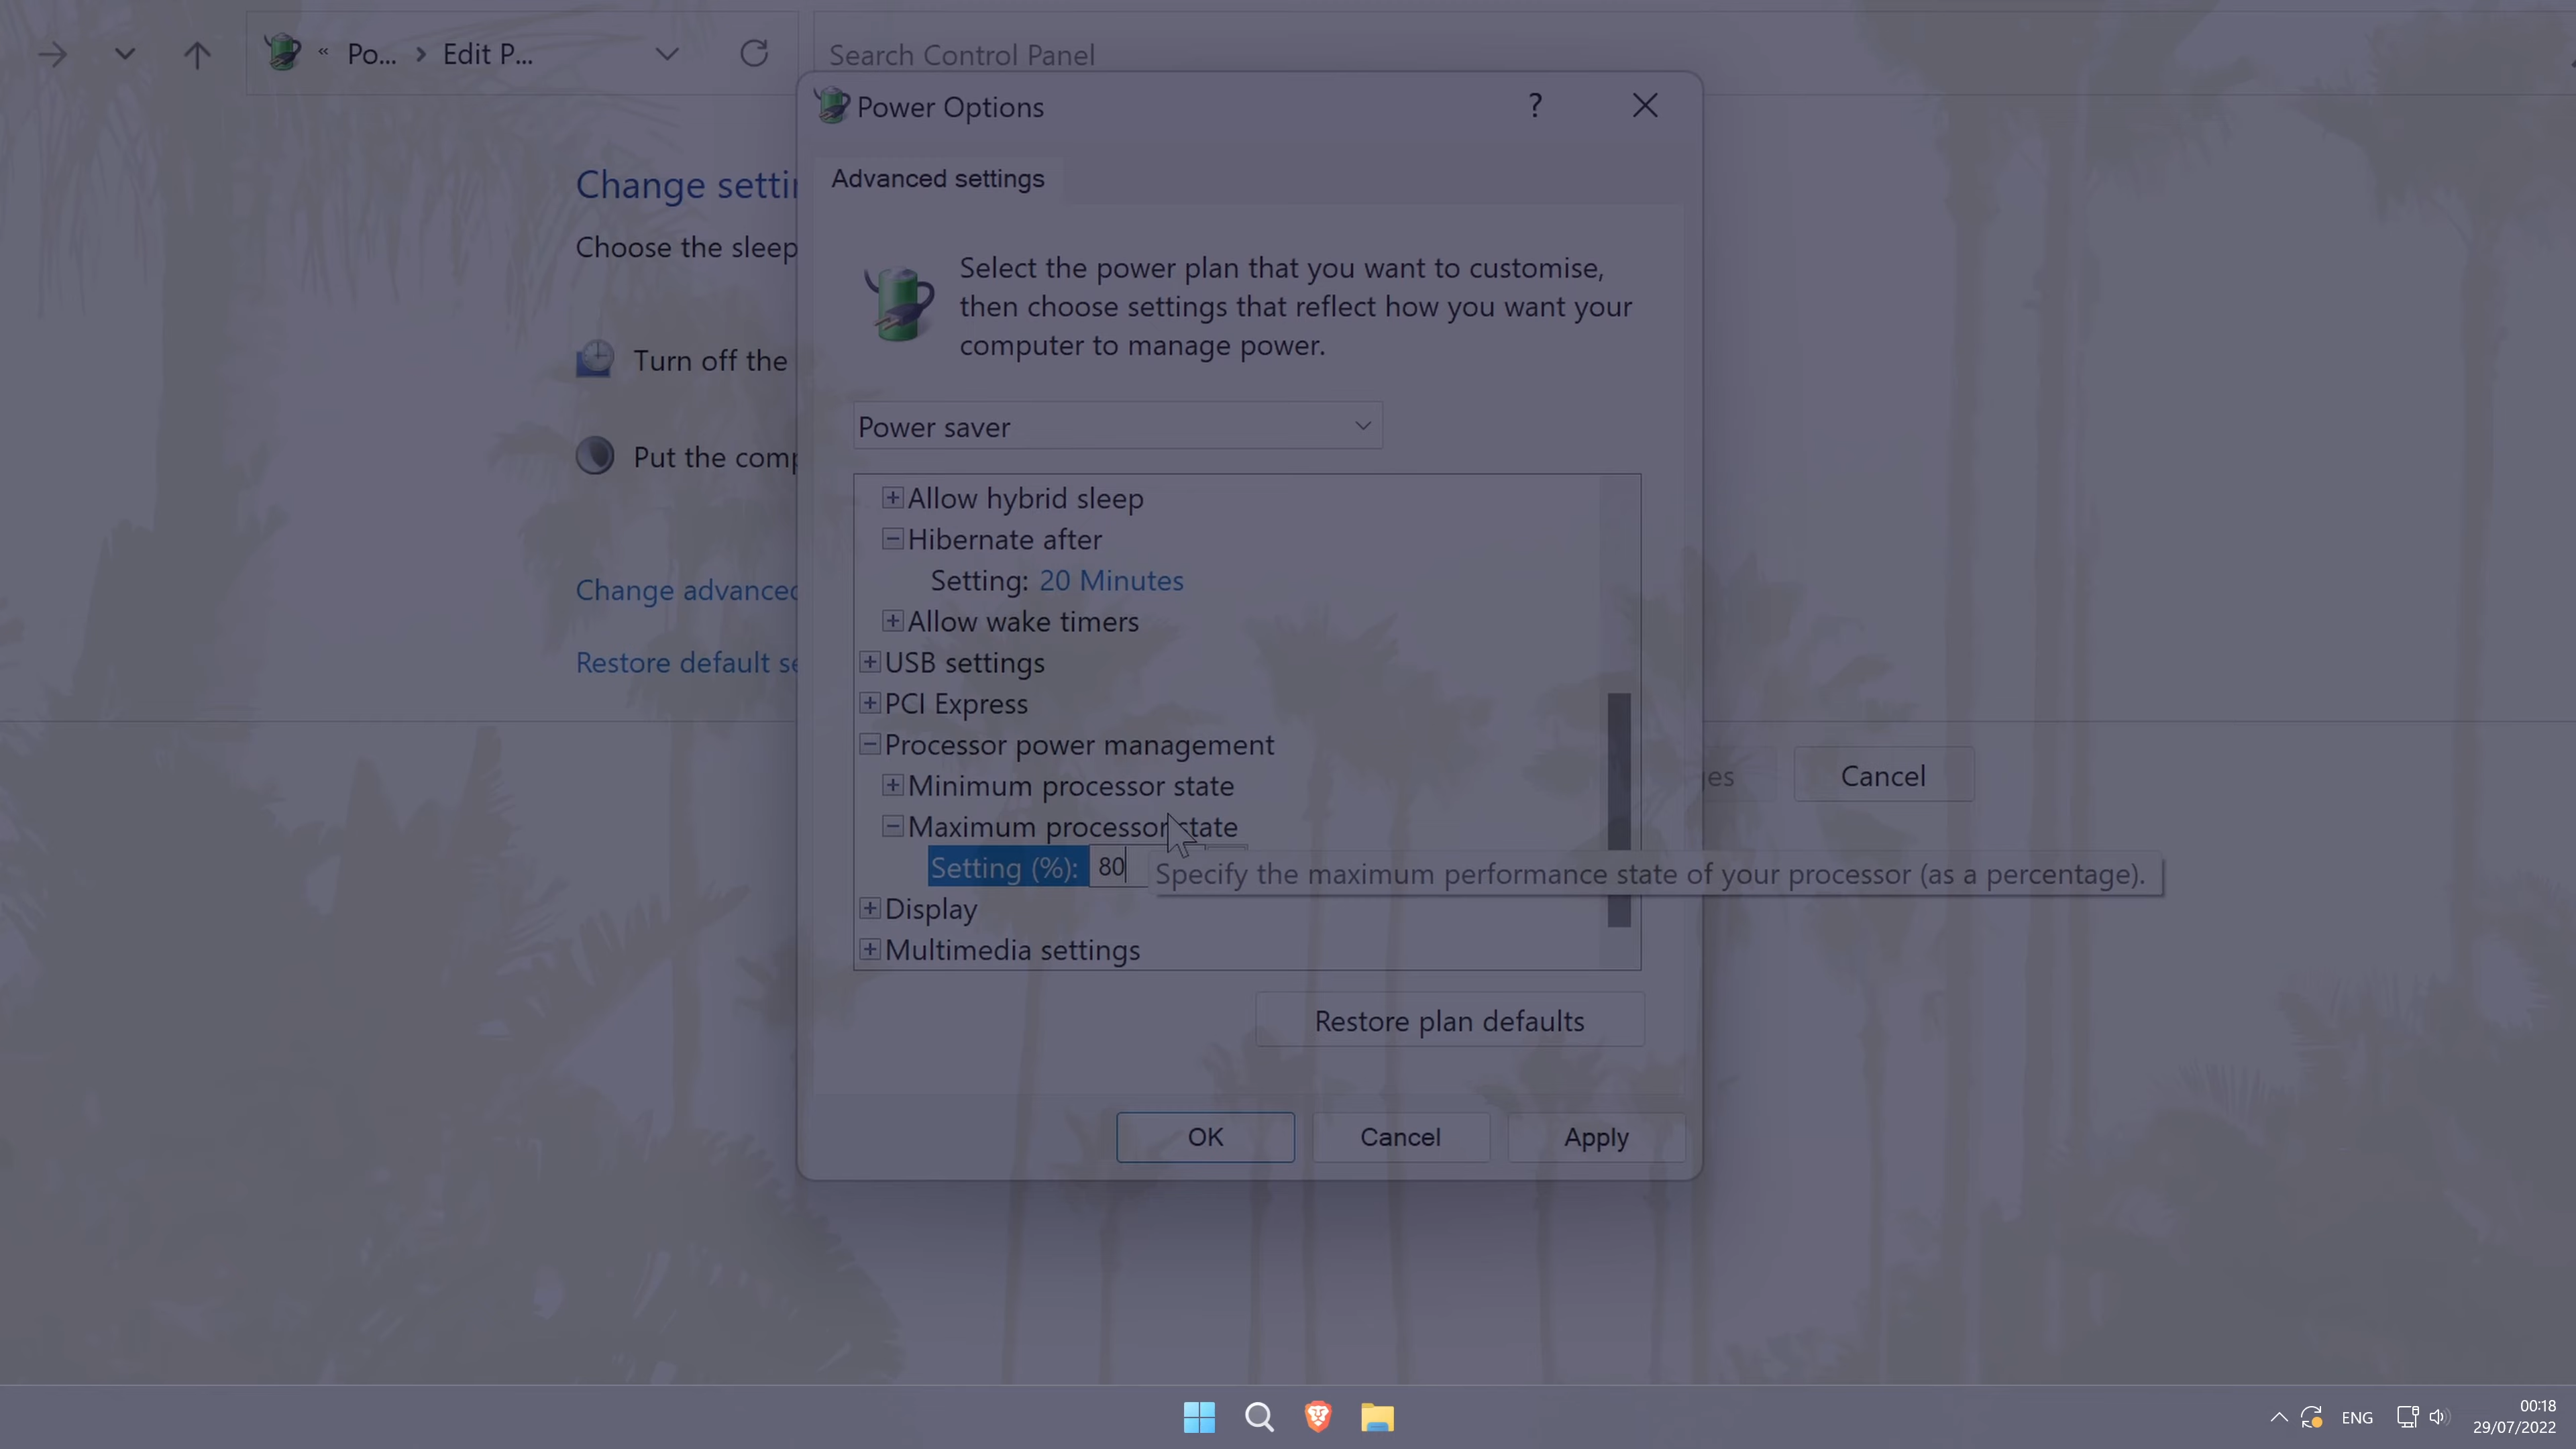 « Po... > Edit P...
Search Control Panel
Power Options
?
Change setti
Advanced settings
Choose the sleep
Select the power plan that you want to customise,
then choose settings that reflect how you want your
computer to manage power.
Turn off the
Power saver
Put the comp
Allow hybrid sleep
Hibernate after
Setting: 20 Minutes
Change advanced
Allow wake timers
Restore default se
USB settings
PCI Express
Processor power management
es
Cancel
Minimum processor state
Maximum processor state
Setting (%): 80
Specify the maximum performance state of your processor (as a percentage).
Display
Multimedia settings
Restore plan defaults
OK
Cancel
Apply
ENG
00:18
29/07/2022